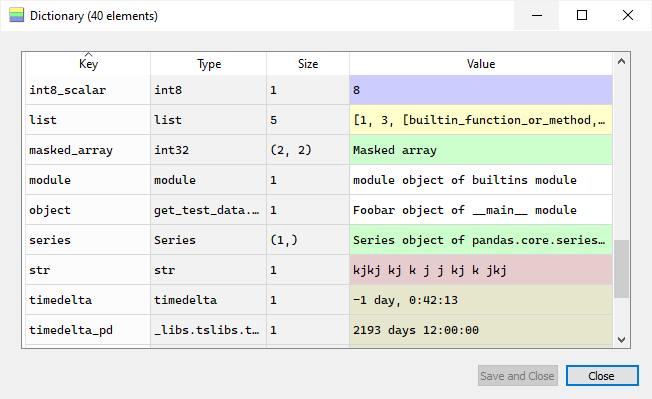 Dictionary (40 elements)
Key Type Size Value
int8_scalar int8 1 8
list list 5 [1, 3, [builtin_function_or_method,…
masked_array int32 (2, 2) Masked array
module module 1 module object of builtins module
object get_test_data.… 1 Foobar object of __main__ module
series Series (1,) Series object of pandas.core.series…
str str 1 kjkj kj k j j kj k jkj
timedelta timedelta 1 -1 day, 0:42:13
timedelta_pd _libs.tslibs.t… 1 2193 days 12:00:00
Save and Close Close